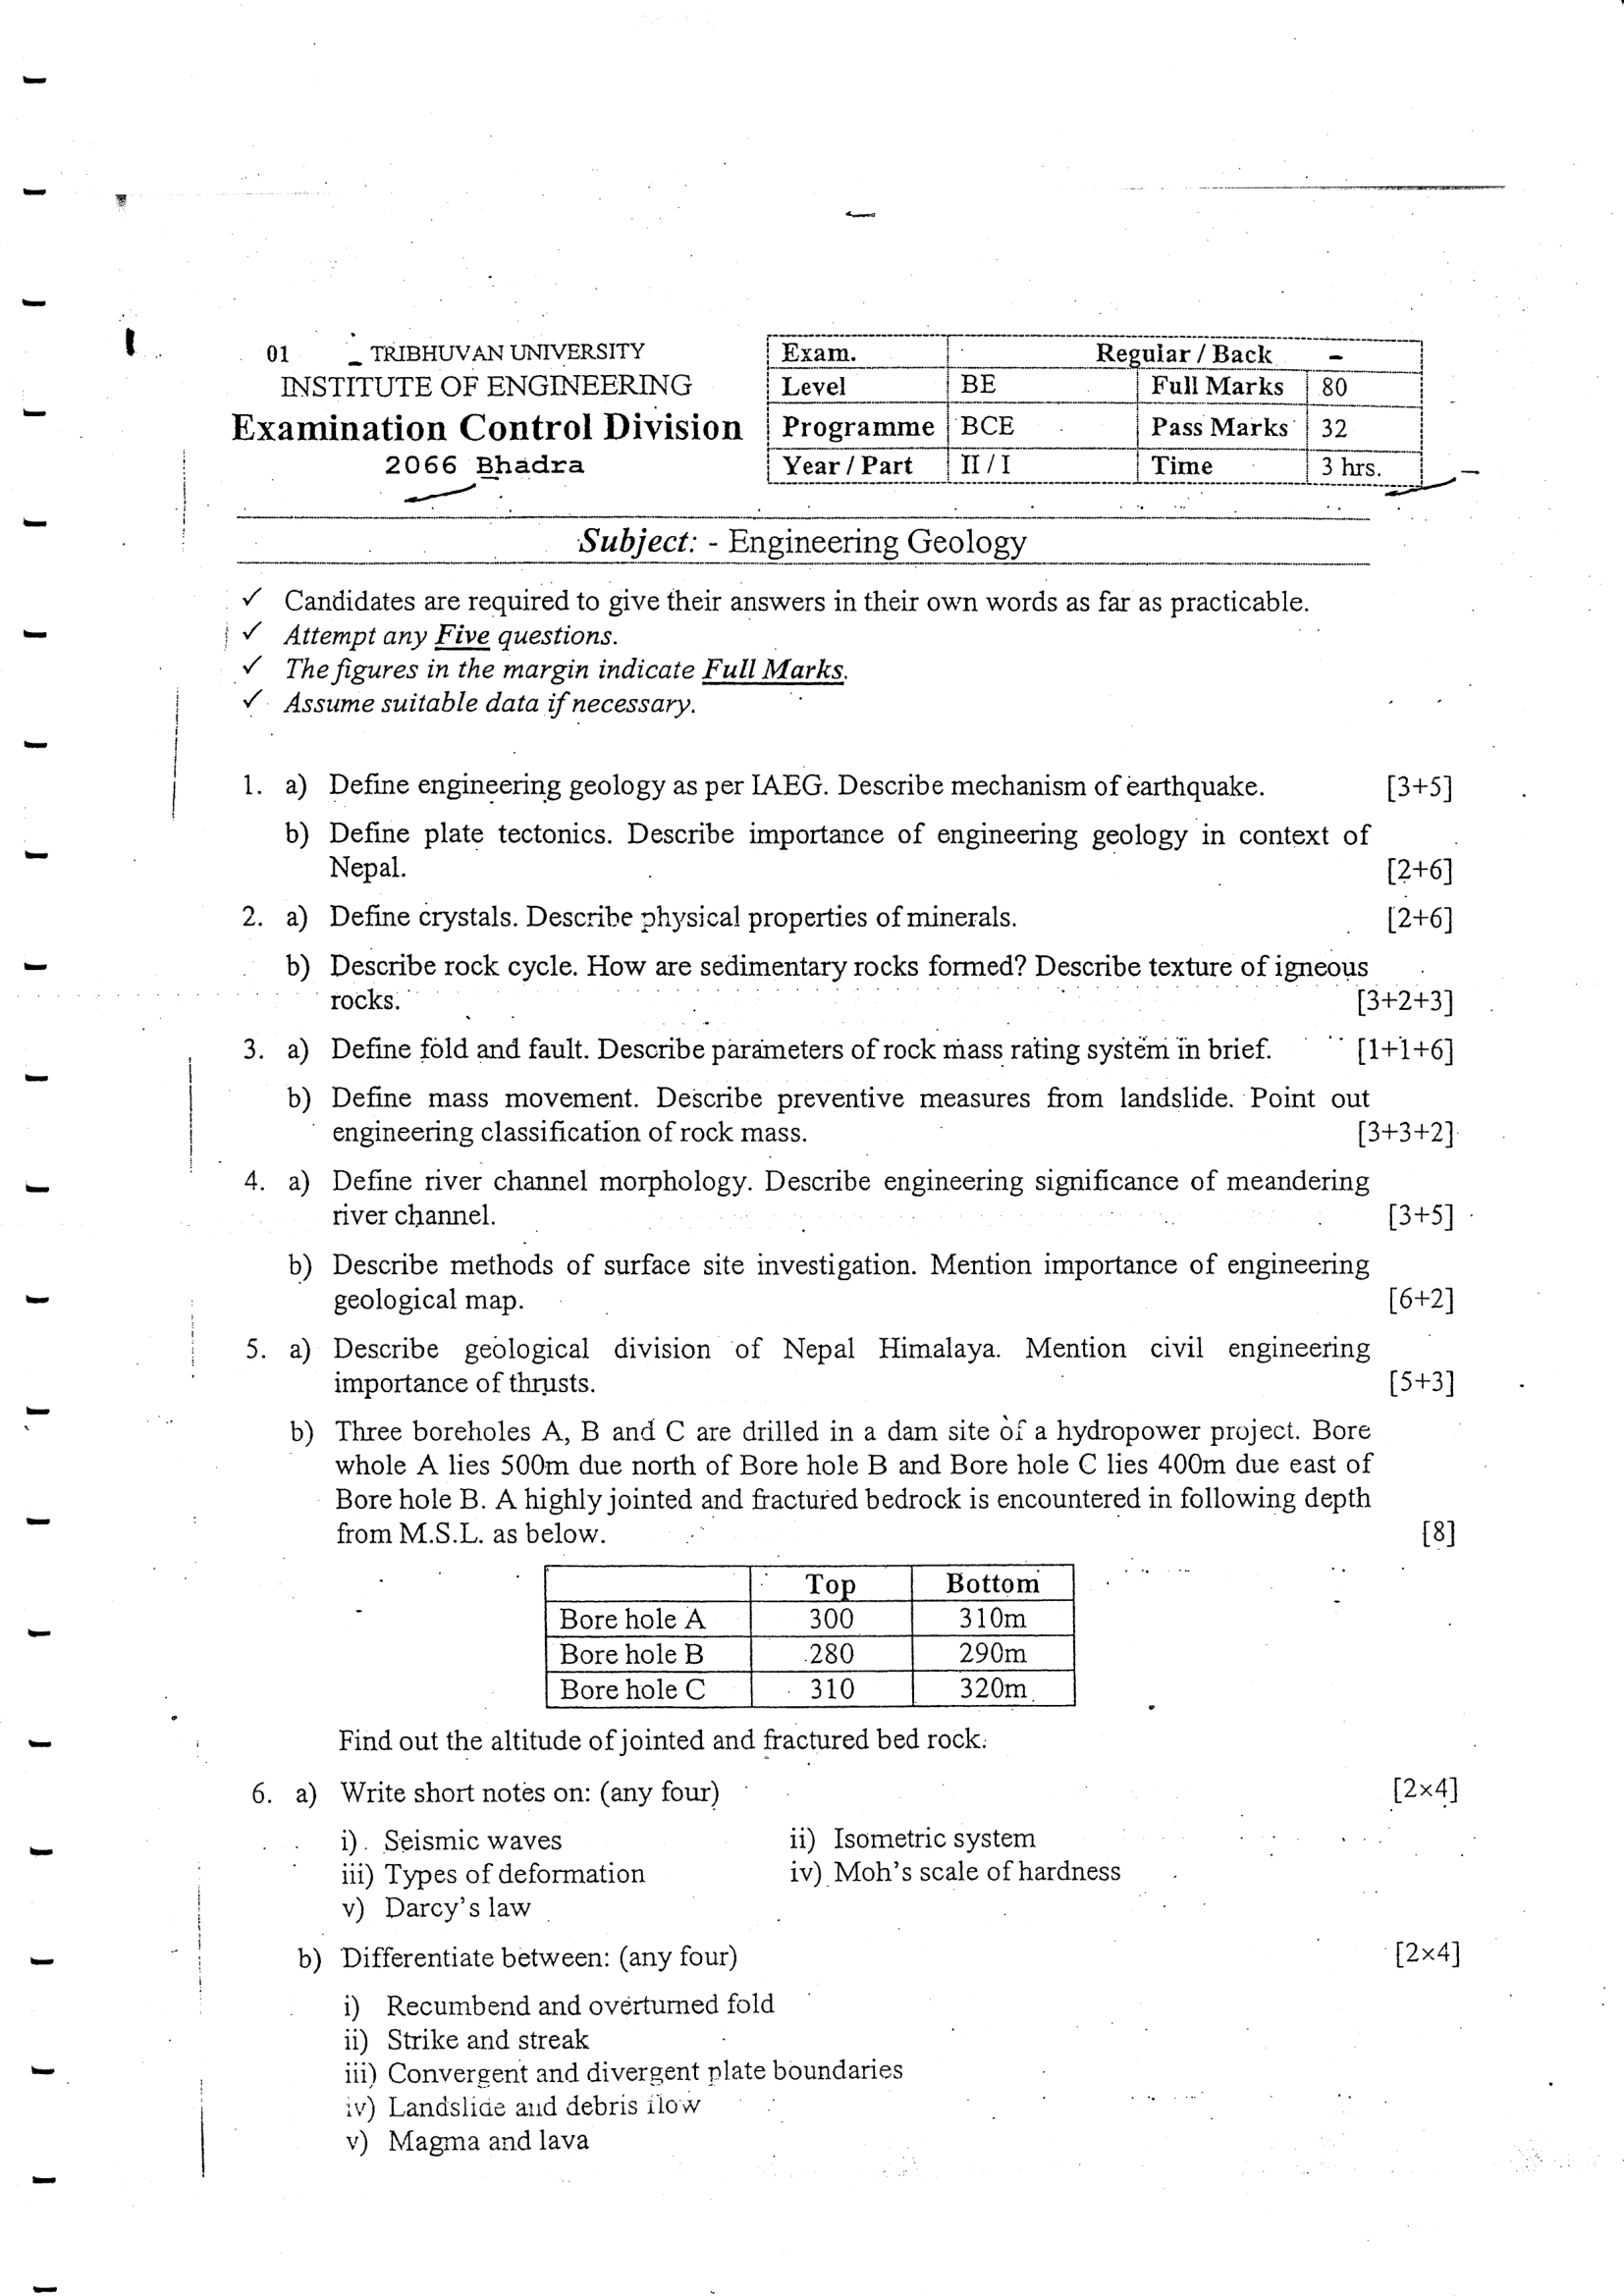 01 TRIBHUVAN UNIVERSITY
INSTITUTE OF ENGINEERING
Examination Control Division
2066 Bhadra
Exam. Regular / Back
Level BE Full Marks 80
Programme BCE Pass Marks 32
Year / Part II / I Time 3 hrs.
Subject: - Engineering Geology
✓ Candidates are required to give their answers in their own words as far as practicable.
✓ Attempt any Five questions.
✓ The figures in the margin indicate Full Marks.
✓ Assume suitable data if necessary.
1. a) Define engineering geology as per IAEG. Describe mechanism of earthquake. [3+5]
b) Define plate tectonics. Describe importance of engineering geology in context of
Nepal. [2+6]
2. a) Define crystals. Describe physical properties of minerals. [2+6]
b) Describe rock cycle. How are sedimentary rocks formed? Describe texture of igneous
rocks. [3+2+3]
3. a) Define fold and fault. Describe parameters of rock mass rating system in brief. [1+1+6]
b) Define mass movement. Describe preventive measures from landslide. Point out
engineering classification of rock mass. [3+3+2]
4. a) Define river channel morphology. Describe engineering significance of meandering
river channel. [3+5]
b) Describe methods of surface site investigation. Mention importance of engineering
geological map. [6+2]
5. a) Describe geological division of Nepal Himalaya. Mention civil engineering
importance of thrusts. [5+3]
b) Three boreholes A, B and C are drilled in a dam site of a hydropower project. Bore
whole A lies 500m due north of Bore hole B and Bore hole C lies 400m due east of
Bore hole B. A highly jointed and fractured bedrock is encountered in following depth
from M.S.L. as below. [8]
Top Bottom
Bore hole A 300 310m
Bore hole B 280 290m
Bore hole C 310 320m
Find out the altitude of jointed and fractured bed rock.
6. a) Write short notes on: (any four) [2×4]
i) Seismic waves ii) Isometric system
iii) Types of deformation iv) Moh's scale of hardness
v) Darcy's law
b) Differentiate between: (any four) [2×4]
i) Recumbend and overturned fold
ii) Strike and streak
iii) Convergent and divergent plate boundaries
iv) Landslide and debris flow
v) Magma and lava